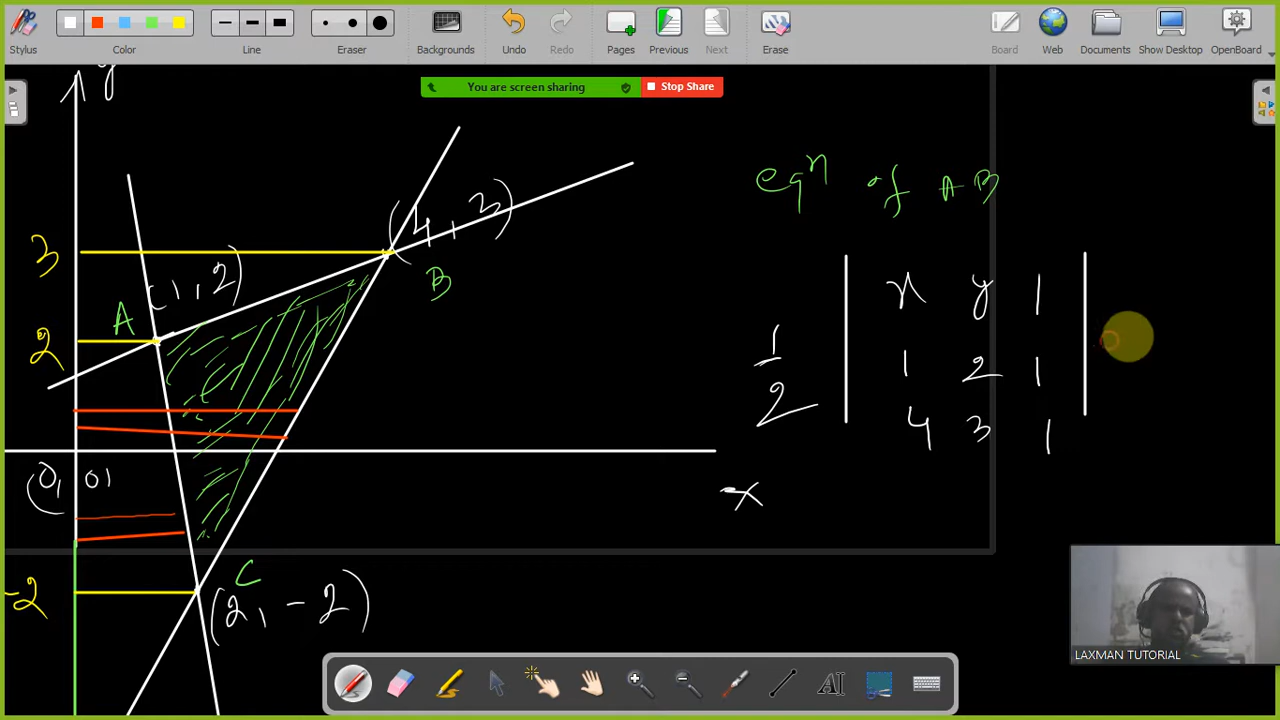 Stylus Color Line Eraser Backgrounds Undo Redo Pages Previous Next Erase Board Web Documents Show Desktop OpenBoard
You are screen sharing Stop Share
y
eqⁿ of AB
(4, 3)
3
B
(1, 2)
A
2
1/2 | x y 1 |
| 1 2 1 |
| 4 3 1 |
(0, 0)
x
C
-2
(2, -2)
LAXMAN TUTORIAL